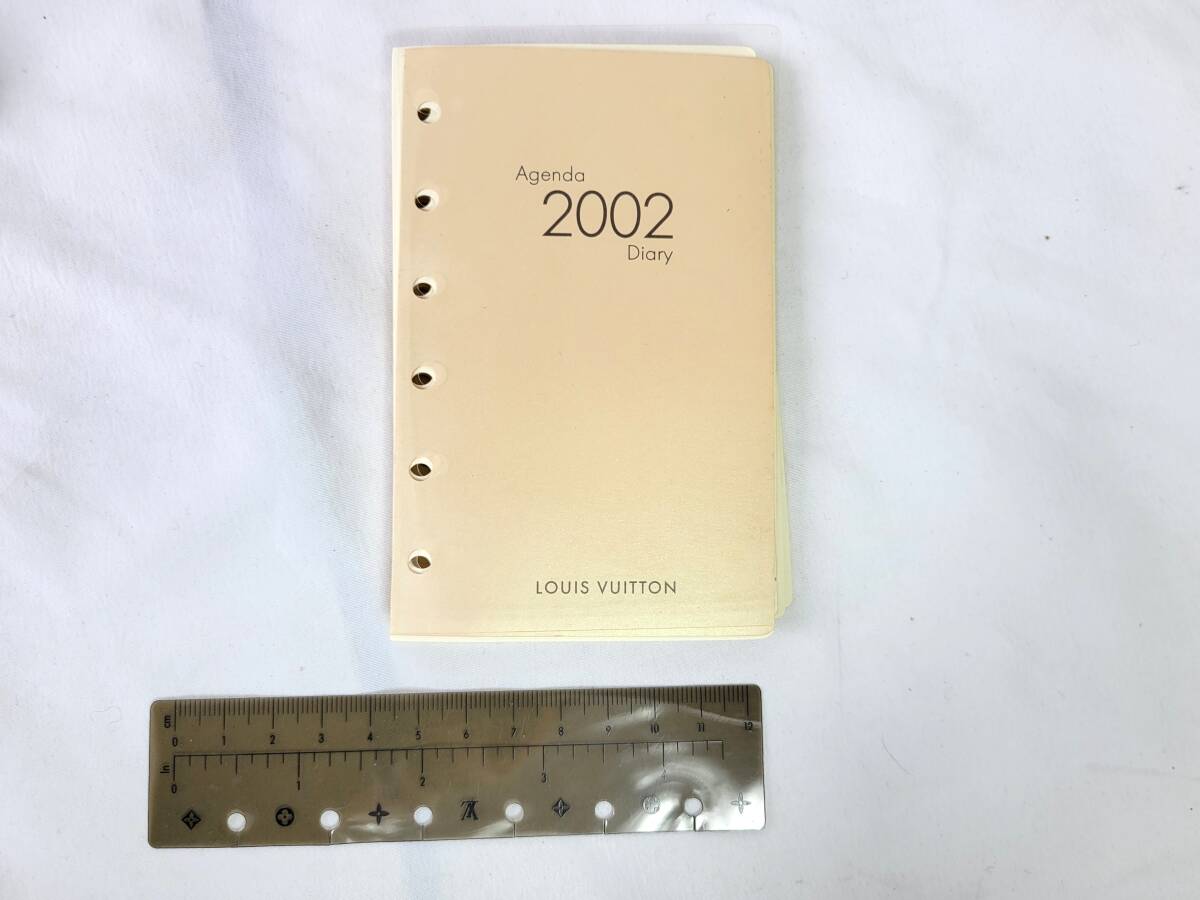 Agenda
2002
Diary
LOUIS VUITTON
cm
0 1 2 3 4 5 6 7 8 9 10 11 12
In
0 1 2 3 4